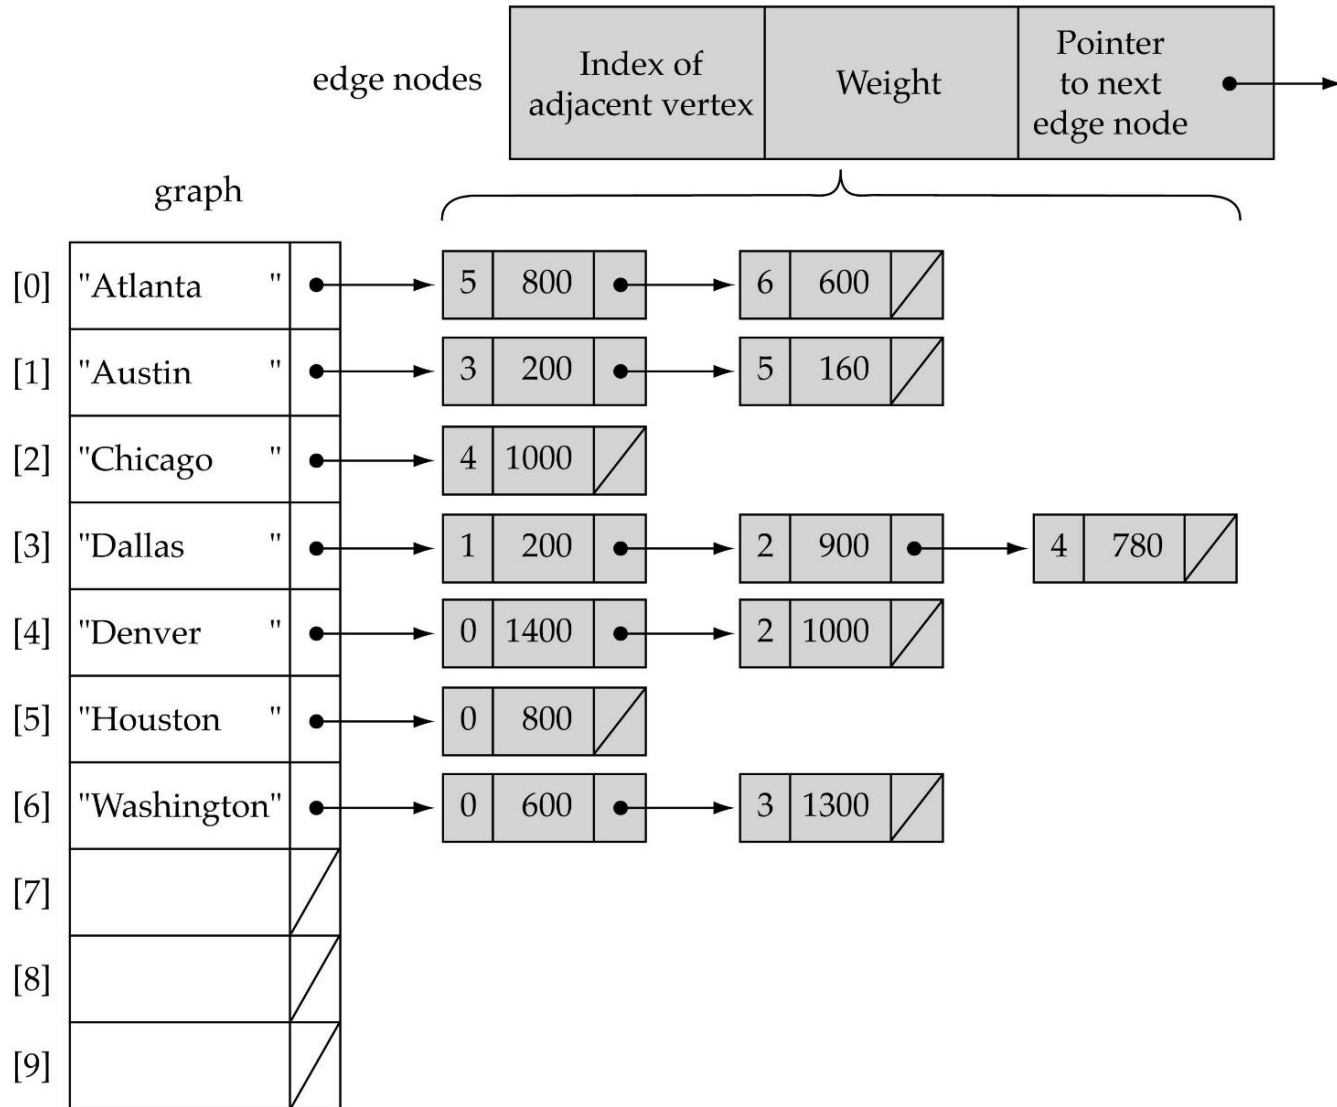 edge nodes
Index of
adjacent vertex
Weight
Pointer
to next
edge node
graph
[0] "Atlanta " 5 800 6 600
[1] "Austin " 3 200 5 160
[2] "Chicago " 4 1000
[3] "Dallas " 1 200 2 900 4 780
[4] "Denver " 0 1400 2 1000
[5] "Houston " 0 800
[6] "Washington" 0 600 3 1300
[7]
[8]
[9]